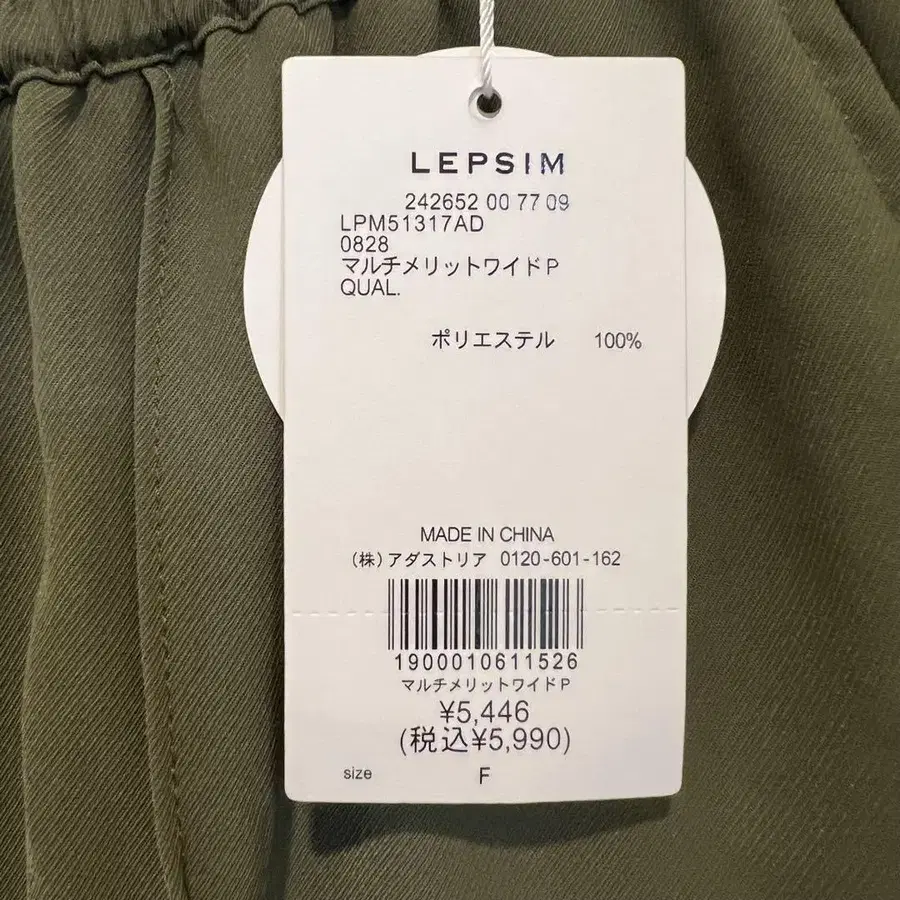 LEPSIM
242652 00 77 09
LPM51317AD
0828
マルチメリットワイドP
QUAL.
ポリエステル 100%
MADE IN CHINA
(株)アダストリア 0120-601-162
1900010611526
マルチメリットワイドP
¥5,446
(税込¥5,990)
size F